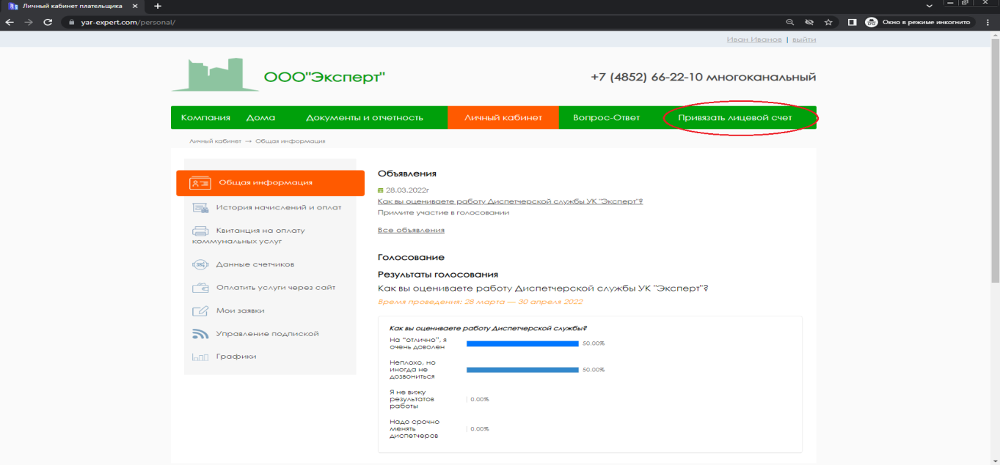 Личный кабинет плательщика
yar-expert.com/personal/
Окно в режиме инкогнито
Иван Иванов | выйти
ООО"Эксперт"
+7 (4852) 66-22-10 многоканальный
Компания Дома Документы и отчетность Личный кабинет Вопрос-Ответ Привязать лицевой счет
Личный кабинет → Общая информация
Общая информация
История начислений и оплат
Квитанция на оплату
коммунальных услуг
Данные счетчиков
Оплатить услуги через сайт
Мои заявки
Управление подпиской
Графики
Объявления
28.03.2022г
Как вы оцениваете работу Диспетчерской службы УК "Эксперт"?
Примите участие в голосовании
Все объявления
Голосование
Результаты голосования
Как вы оцениваете работу Диспетчерской службы УК "Эксперт"?
Время проведения: 28 марта — 30 апреля 2022
Как вы оцениваете работу Диспетчерской службы?
На "отлично", я
очень доволен
50.00%
Неплохо, но
иногда не
дозвониться
50.00%
Я не вижу
результатов
работы
0.00%
Надо срочно
менять
диспетчеров
0.00%